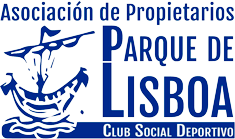 Asociación de Propietarios
PARQUE DE
LISBOA
CLUB SOCIAL DEPORTIVO